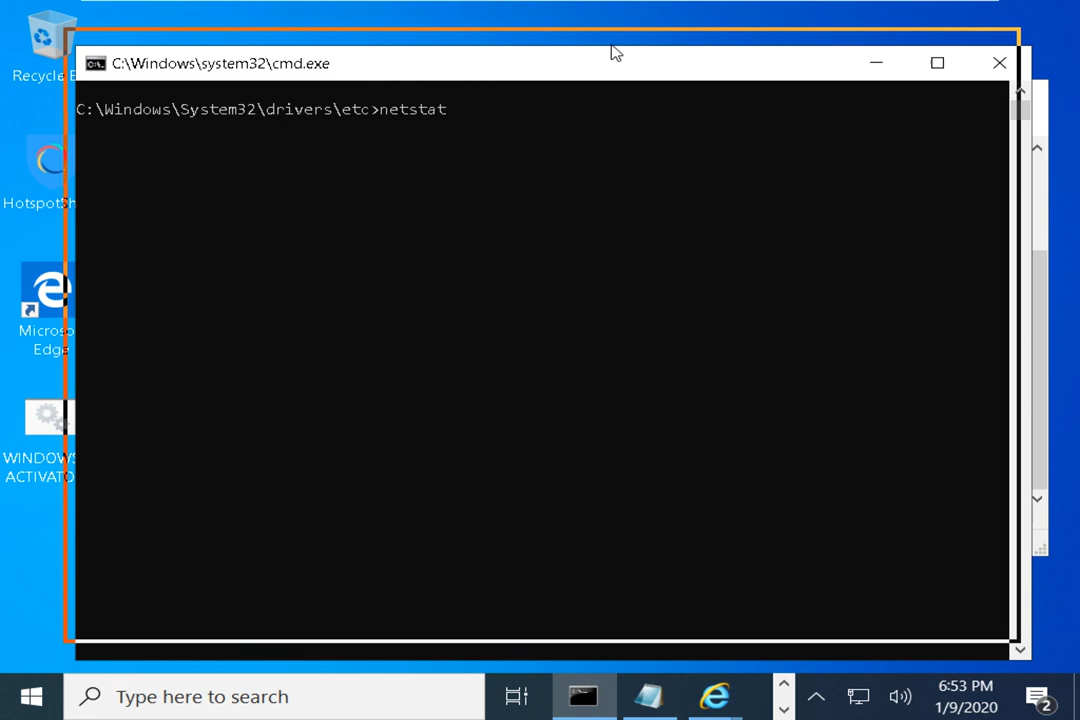 Recycle B
C:\Windows\system32\cmd.exe
C:\Windows\System32\drivers\etc>netstat
HotspotSh
Microso
Edge
WINDOWS
ACTIVATO
Type here to search
6:53 PM
1/9/2020
2